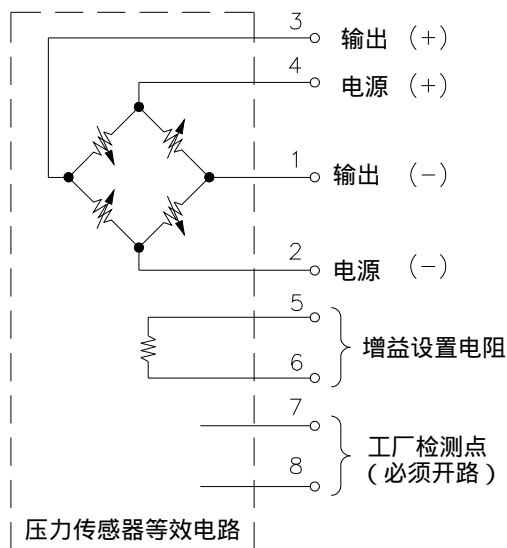 3 输出 (+)
4 电源 (+)
1 输出 (-)
2 电源 (-)
5
6
增益设置电阻
7
8
工厂检测点
(必须开路)
压力传感器等效电路